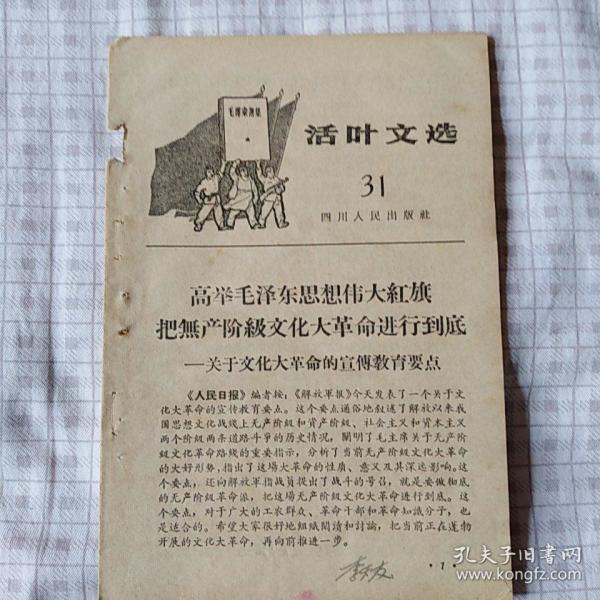 毛澤東選集
活叶文选
31
四川人民出版社
高举毛泽东思想伟大紅旗
把無产阶級文化大革命进行到底
—关于文化大革命的宣傳敎育要点
《人民日报》編者按：《解放軍报》今天发表了一个关于文
化大革命的宣传教育要点。这个要点通俗地叙述了解放以来我
国思想文化战线上无产阶級和資产阶級、社会主义和資本主义
两个阶級两条道路斗爭的历史情况，闡明了毛主席关于无产阶
級文化革命路綫的重要指示，分析了当前无产阶級文化大革命
的大好形势，指出了这場大革命的性质、意义及其深远影响。这
个要点，还向解放軍指战員提出了战斗的号召，就是要做彻底
的无产阶級革命派，把这場无产阶級文化大革命进行到底。这
个要点，对于广大的工农群众、革命干部和革命知識分子，也
是适合的。希望大家很好地組織閱讀和討論，把当前正在蓬勃
开展的文化大革命，再向前推进一步。
·1·
孔夫子旧书网
www.kongfz.com